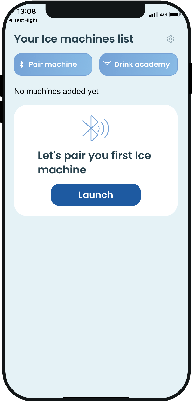 13:08
TestFlight
Your Ice machines list
Pair machine
Drink academy
No machines added yet
Let's pair you first Ice
machine
Launch